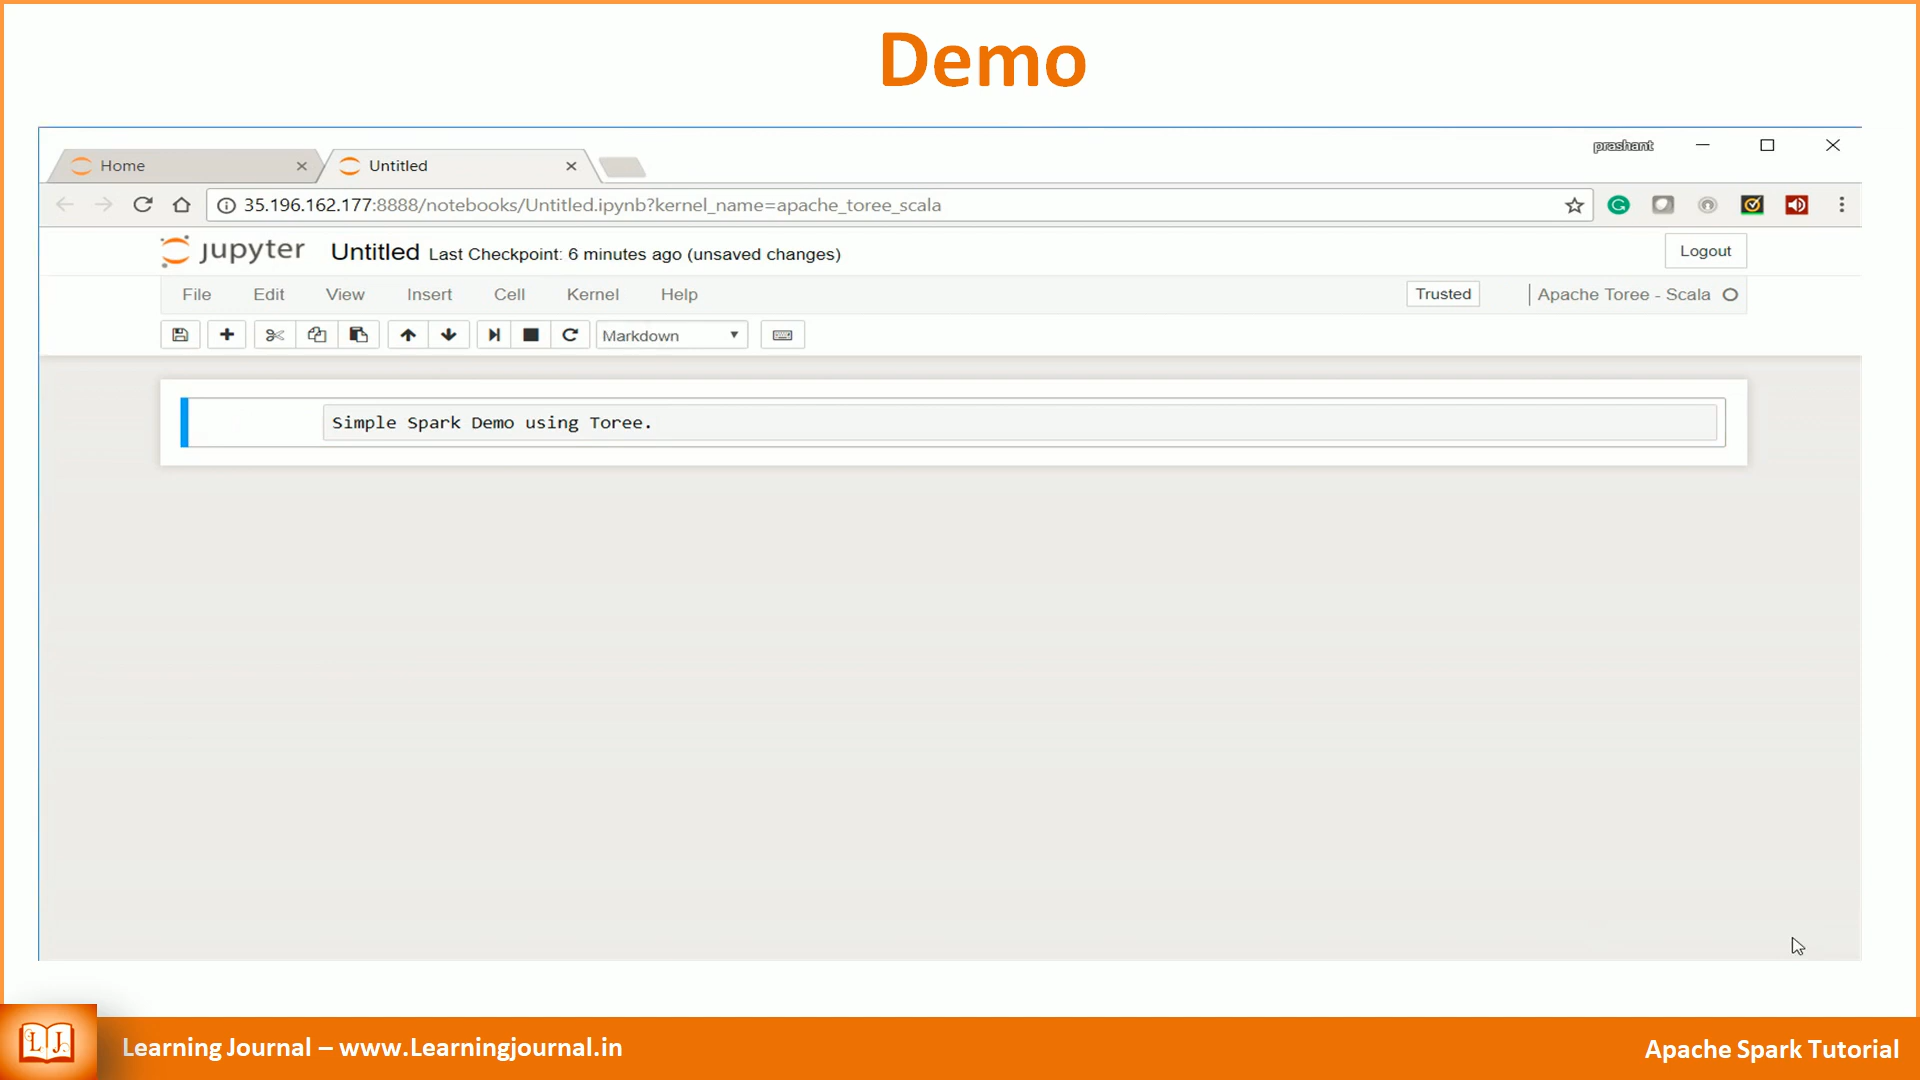 Demo
Home
Untitled
prashant
35.196.162.177:8888/notebooks/Untitled.ipynb?kernel_name=apache_toree_scala
jupyter Untitled Last Checkpoint: 6 minutes ago (unsaved changes)
Logout
File Edit View Insert Cell Kernel Help
Trusted
Apache Toree - Scala
Markdown
Simple Spark Demo using Toree.
LJ
Learning Journal – www.Learningjournal.in
Apache Spark Tutorial